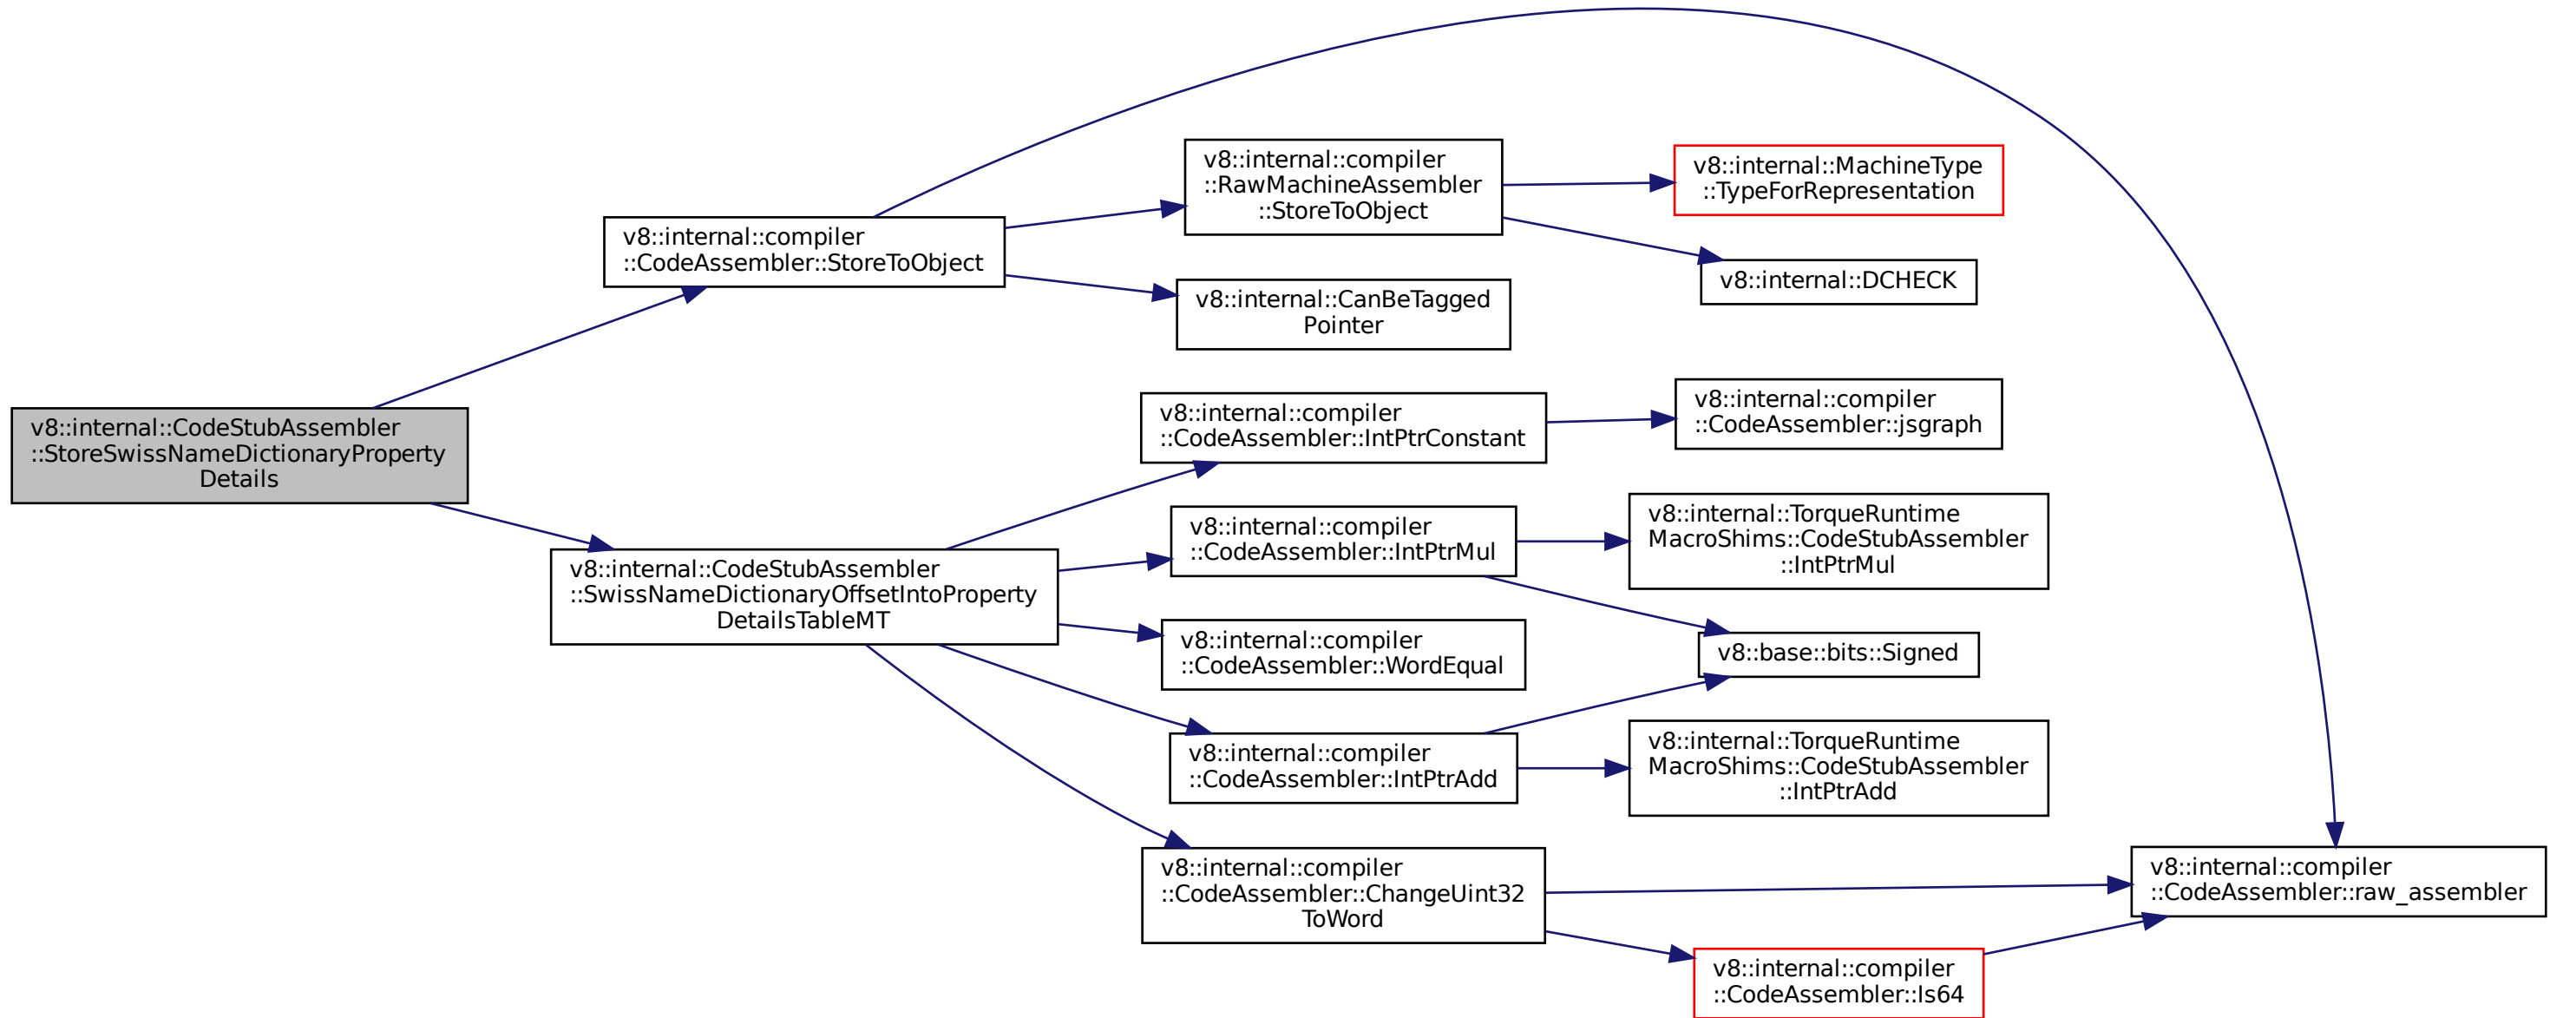 v8::internal::CodeStubAssembler
::StoreSwissNameDictionaryProperty
Details
v8::internal::compiler
::CodeAssembler::StoreToObject
v8::internal::CodeStubAssembler
::SwissNameDictionaryOffsetIntoProperty
DetailsTableMT
v8::internal::compiler
::RawMachineAssembler
::StoreToObject
v8::internal::CanBeTagged
Pointer
v8::internal::compiler
::CodeAssembler::IntPtrConstant
v8::internal::compiler
::CodeAssembler::IntPtrMul
v8::internal::compiler
::CodeAssembler::WordEqual
v8::internal::compiler
::CodeAssembler::IntPtrAdd
v8::internal::compiler
::CodeAssembler::ChangeUint32
ToWord
v8::internal::MachineType
::TypeForRepresentation
v8::internal::DCHECK
v8::internal::compiler
::CodeAssembler::jsgraph
v8::internal::TorqueRuntime
MacroShims::CodeStubAssembler
::IntPtrMul
v8::base::bits::Signed
v8::internal::TorqueRuntime
MacroShims::CodeStubAssembler
::IntPtrAdd
v8::internal::compiler
::CodeAssembler::Is64
v8::internal::compiler
::CodeAssembler::raw_assembler